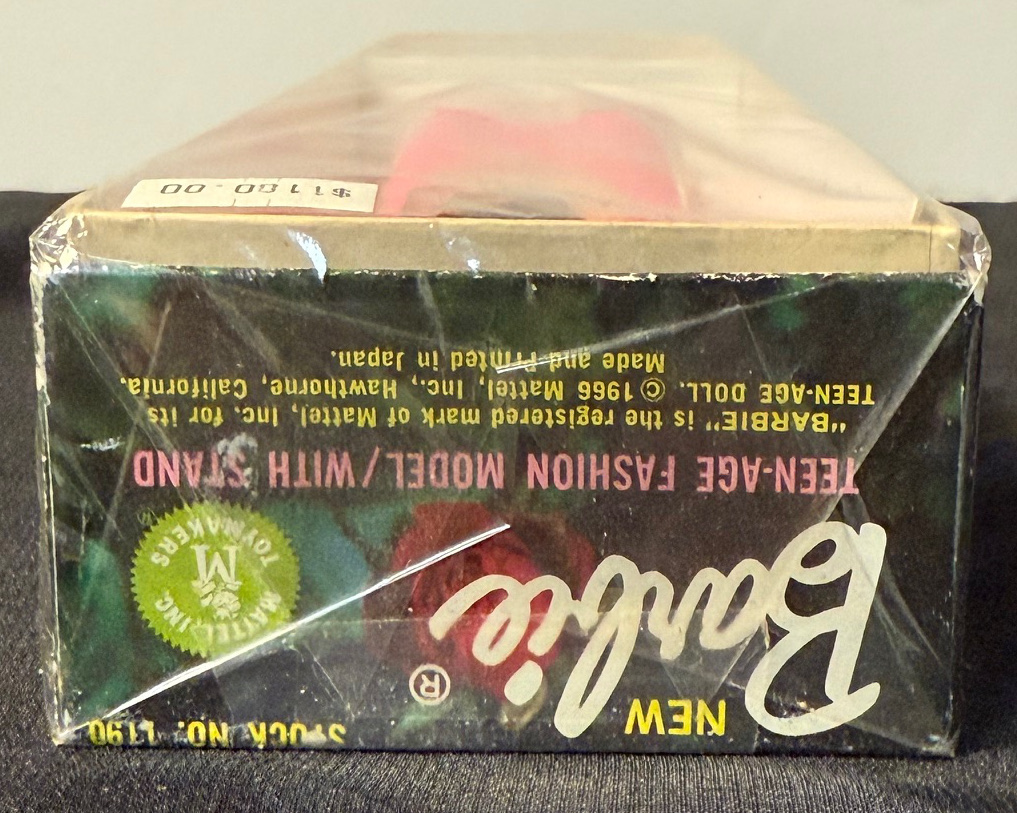 STOCK NO. 1190
NEW
Barbie®
MATTEL, INC.
M
TOYMAKERS
TEEN-AGE FASHION MODEL/WITH STAND
"BARBIE" is the registered mark of Mattel, Inc. for its
TEEN-AGE DOLL. © 1966 Mattel, Inc., Hawthorne, California.
Made and Printed in Japan.
$1180.00